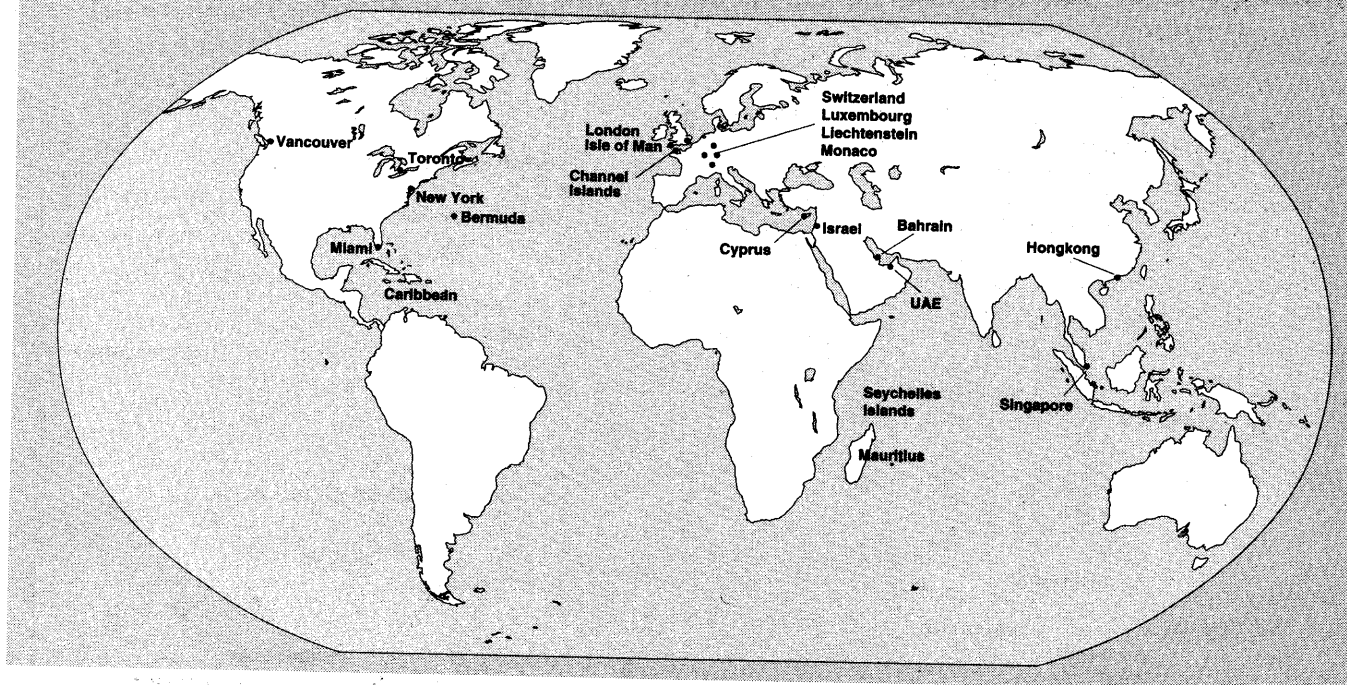 Switzerland
Luxembourg
Liechtenstein
Monaco
London
Isle of Man
Channel
Islands
Vancouver
Toronto
New York
Bermuda
Miami
Caribbean
Cyprus
Israel
Bahrain
UAE
Hongkong
Singapore
Seychelles
Islands
Mauritius